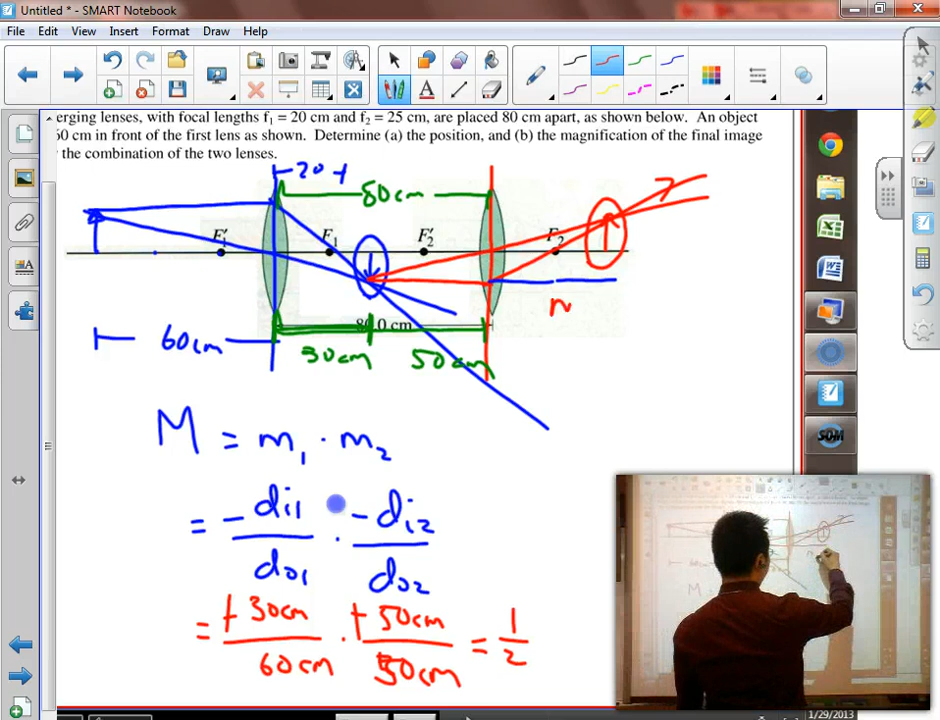 Untitled * - SMART Notebook
File Edit View Insert Format Draw Help
erging lenses, with focal lengths f₁ = 20 cm and f₂ = 25 cm, are placed 80 cm apart, as shown below. An object
60 cm in front of the first lens as shown. Determine (a) the position, and (b) the magnification of the final image
the combination of the two lenses.
20
80cm
F₁′ F₁ F₂′ F₂
80.0 cm
60cm 30cm 50cm
M = m₁ · m₂
= -di1 / do1 · -di2 / do2
= +30cm / 60cm · +50cm / 50cm = 1/2
SDM
1/29/2013